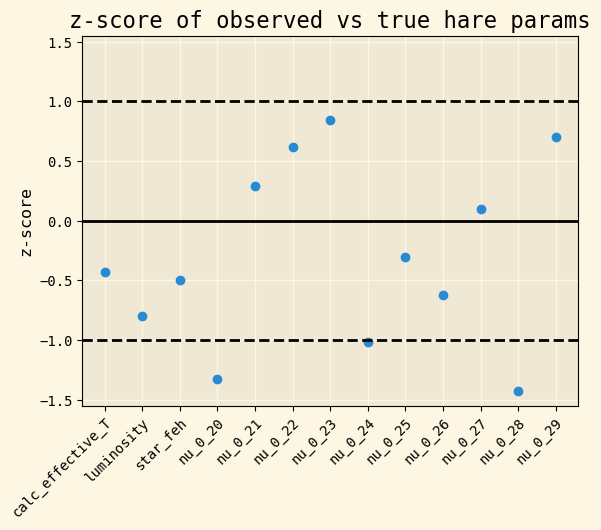 z-score of observed vs true hare params
1.5
1.0
0.5
0.0
−0.5
−1.0
−1.5
z-score
calc_effective_T
luminosity
star_feh
nu_0_20
nu_0_21
nu_0_22
nu_0_23
nu_0_24
nu_0_25
nu_0_26
nu_0_27
nu_0_28
nu_0_29